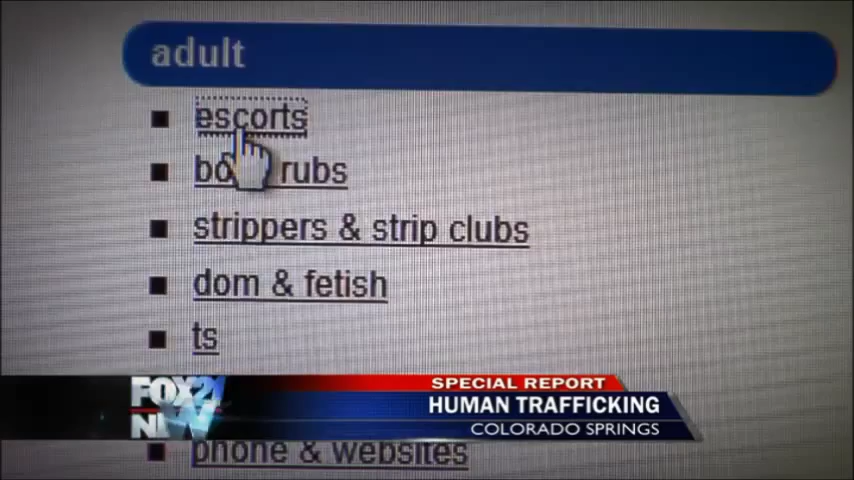 adult
escorts
bo rubs
strippers & strip clubs
dom & fetish
ts
FOX21
NEWS
SPECIAL REPORT
HUMAN TRAFFICKING
COLORADO SPRINGS
phone & websites